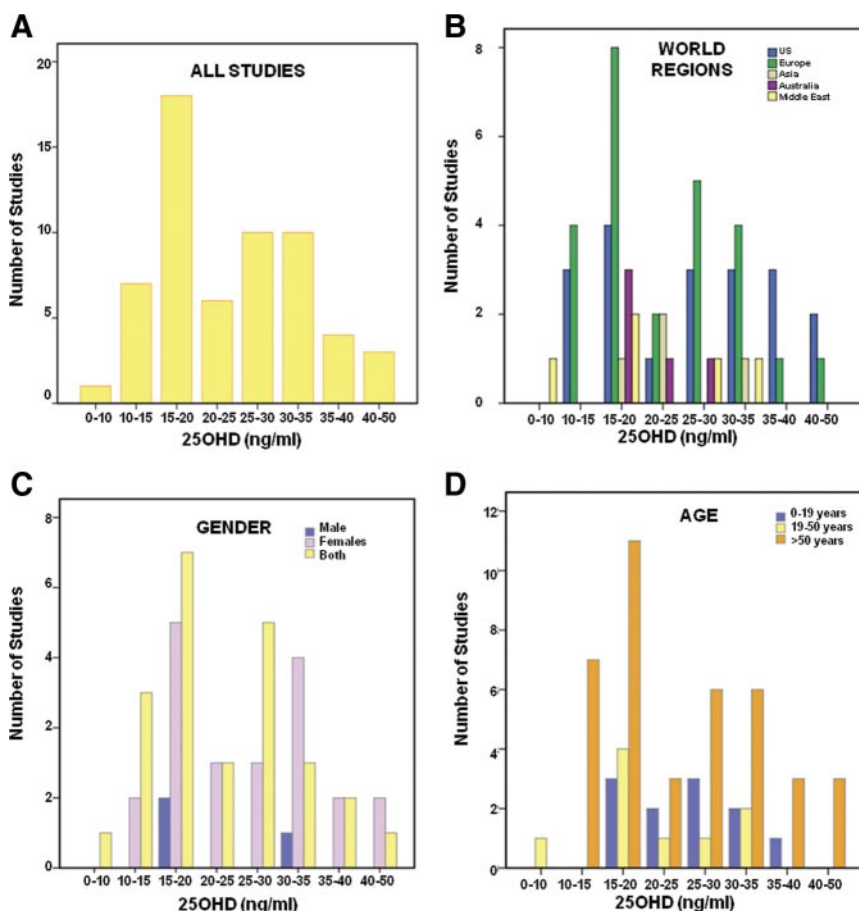 A
ALL STUDIES
Number of Studies
20
15
10
5
0
0-10 10-15 15-20 20-25 25-30 30-35 35-40 40-50
25OHD (ng/ml)
B
WORLD
REGIONS
US
Europe
Asia
Australia
Middle East
Number of Studies
8
6
4
2
0
0-10 10-15 15-20 20-25 25-30 30-35 35-40 40-50
25OHD (ng/ml)
C
GENDER
Male
Females
Both
Number of Studies
8
6
4
2
2
0
0-10 10-15 15-20 20-25 25-30 30-35 35-40 40-50
25OHD (ng/ml)
D
AGE
0-19 years
19-50 years
>50 years
Number of Studies
12
10
8
6
4
2
0
0-10 10-15 15-20 20-25 25-30 30-35 35-40 40-50
25OHD (ng/ml)